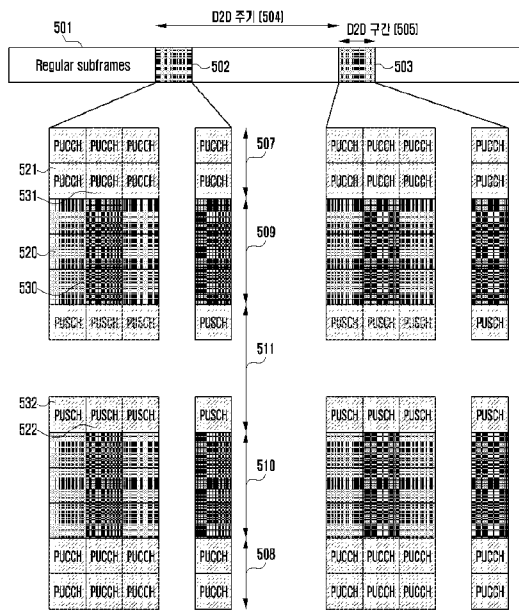 501
D2D 주기 (504)
D2D 구간 (505)
Regular subframes
502
503
PUCCH PUCCH PUCCH PUCCH 507 PUCCH PUCCH PUCCH PUCCH
521 PUCCH PUCCH PUCCH PUCCH PUCCH PUCCH PUCCH PUCCH
531
520 509
530
PUSCH PUSCH PUSCH PUSCH PUSCH PUSCH PUSCH PUSCH
511
532 PUSCH PUSCH PUSCH PUSCH PUSCH PUSCH PUSCH PUSCH
522
510
PUCCH PUCCH PUCCH PUCCH PUCCH PUCCH PUCCH PUCCH
508
PUCCH PUCCH PUCCH PUCCH PUCCH PUCCH PUCCH PUCCH